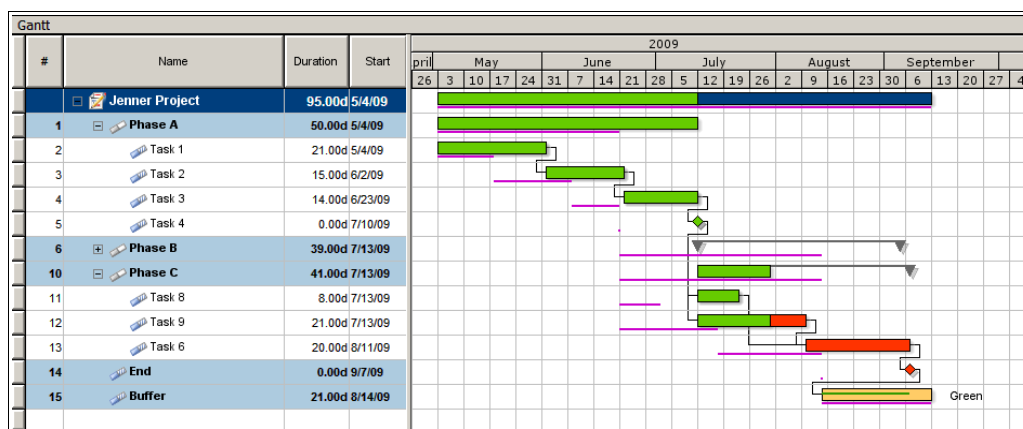 Gantt
# Name Duration Start
2009
pril May June July August September
26 3 10 17 24 31 7 14 21 28 5 12 19 26 2 9 16 23 30 6 13 20 27 4
Jenner Project 95.00d 5/4/09
1 Phase A 50.00d 5/4/09
2 Task 1 21.00d 5/4/09
3 Task 2 15.00d 6/2/09
4 Task 3 14.00d 6/23/09
5 Task 4 0.00d 7/10/09
6 Phase B 39.00d 7/13/09
10 Phase C 41.00d 7/13/09
11 Task 8 8.00d 7/13/09
12 Task 9 21.00d 7/13/09
13 Task 6 20.00d 8/11/09
14 End 0.00d 9/7/09
15 Buffer 21.00d 8/14/09 Green